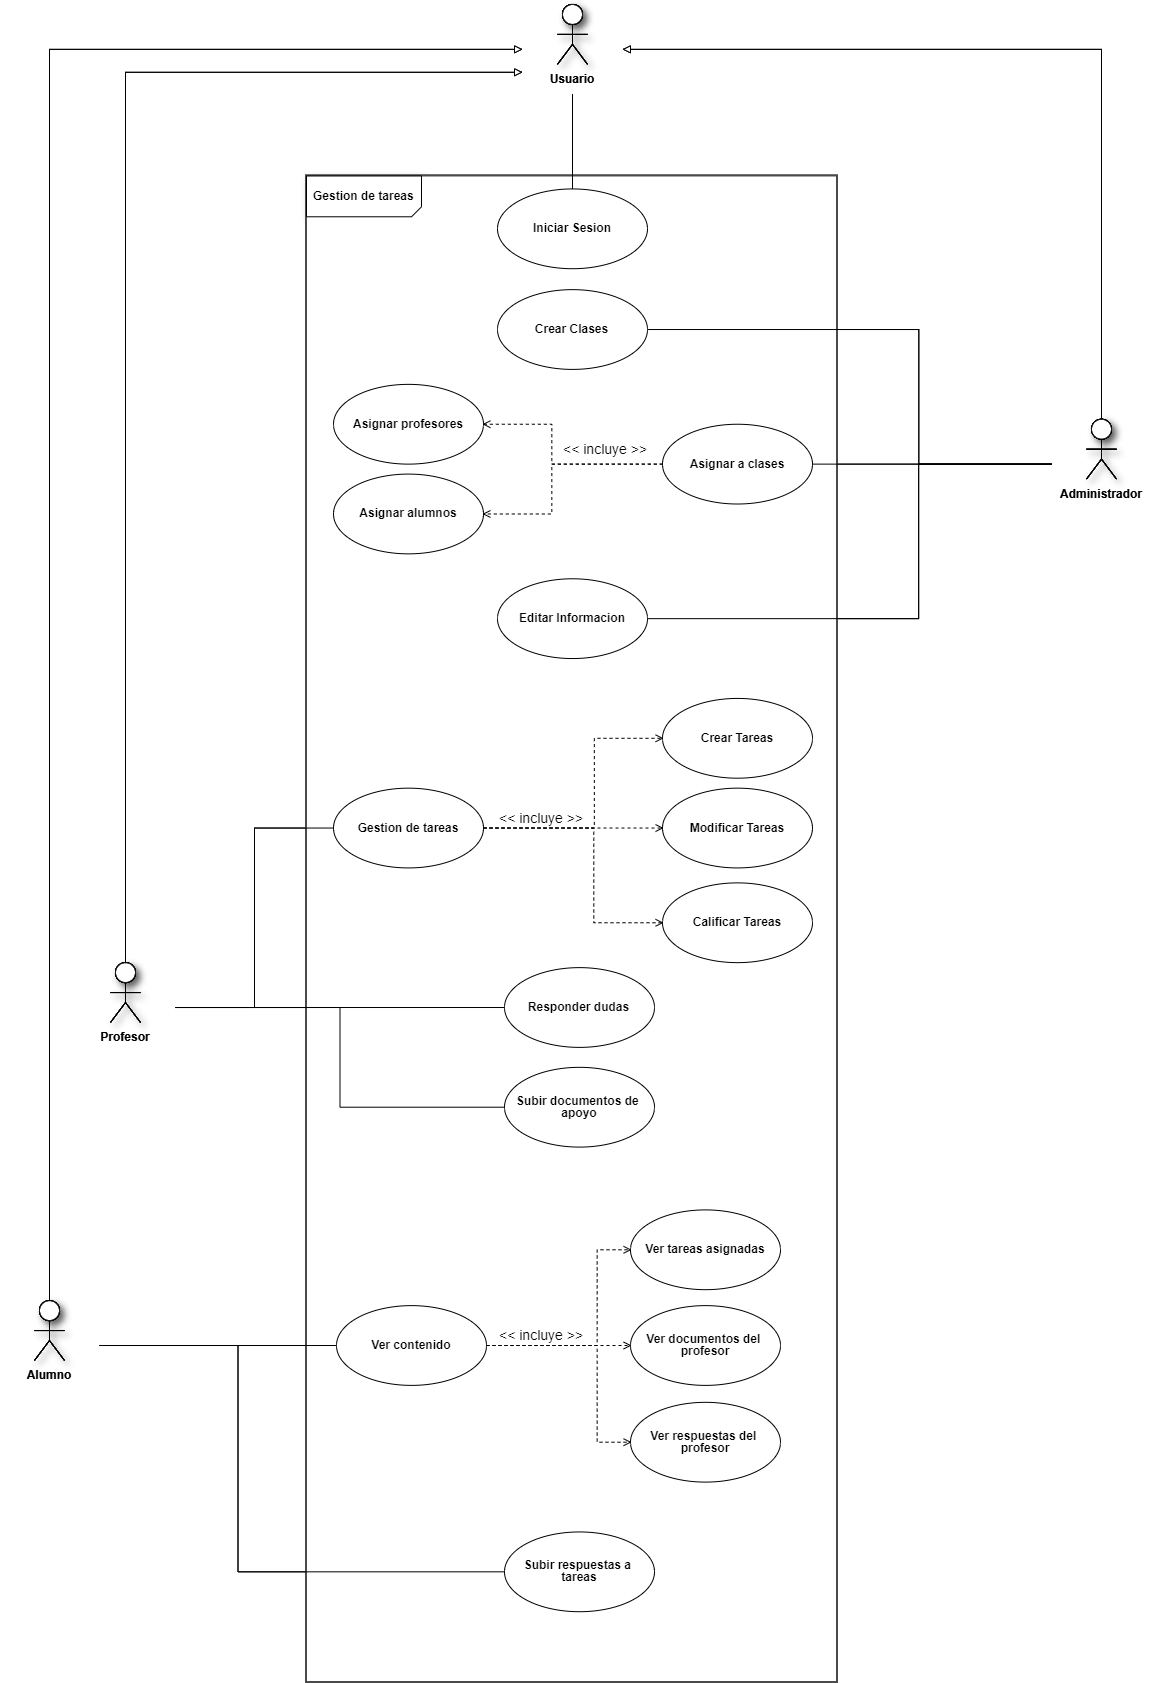 Usuario
Gestion de tareas
Iniciar Sesion
Crear Clases
Asignar profesores
<< incluye >>
Asignar a clases
Asignar alumnos
Administrador
Editar Informacion
Crear Tareas
Gestion de tareas
<< incluye >>
Modificar Tareas
Calificar Tareas
Profesor
Responder dudas
Subir documentos de
apoyo
Ver tareas asignadas
Alumno
Ver contenido
<< incluye >>
Ver documentos del
profesor
Ver respuestas del
profesor
Subir respuestas a
tareas